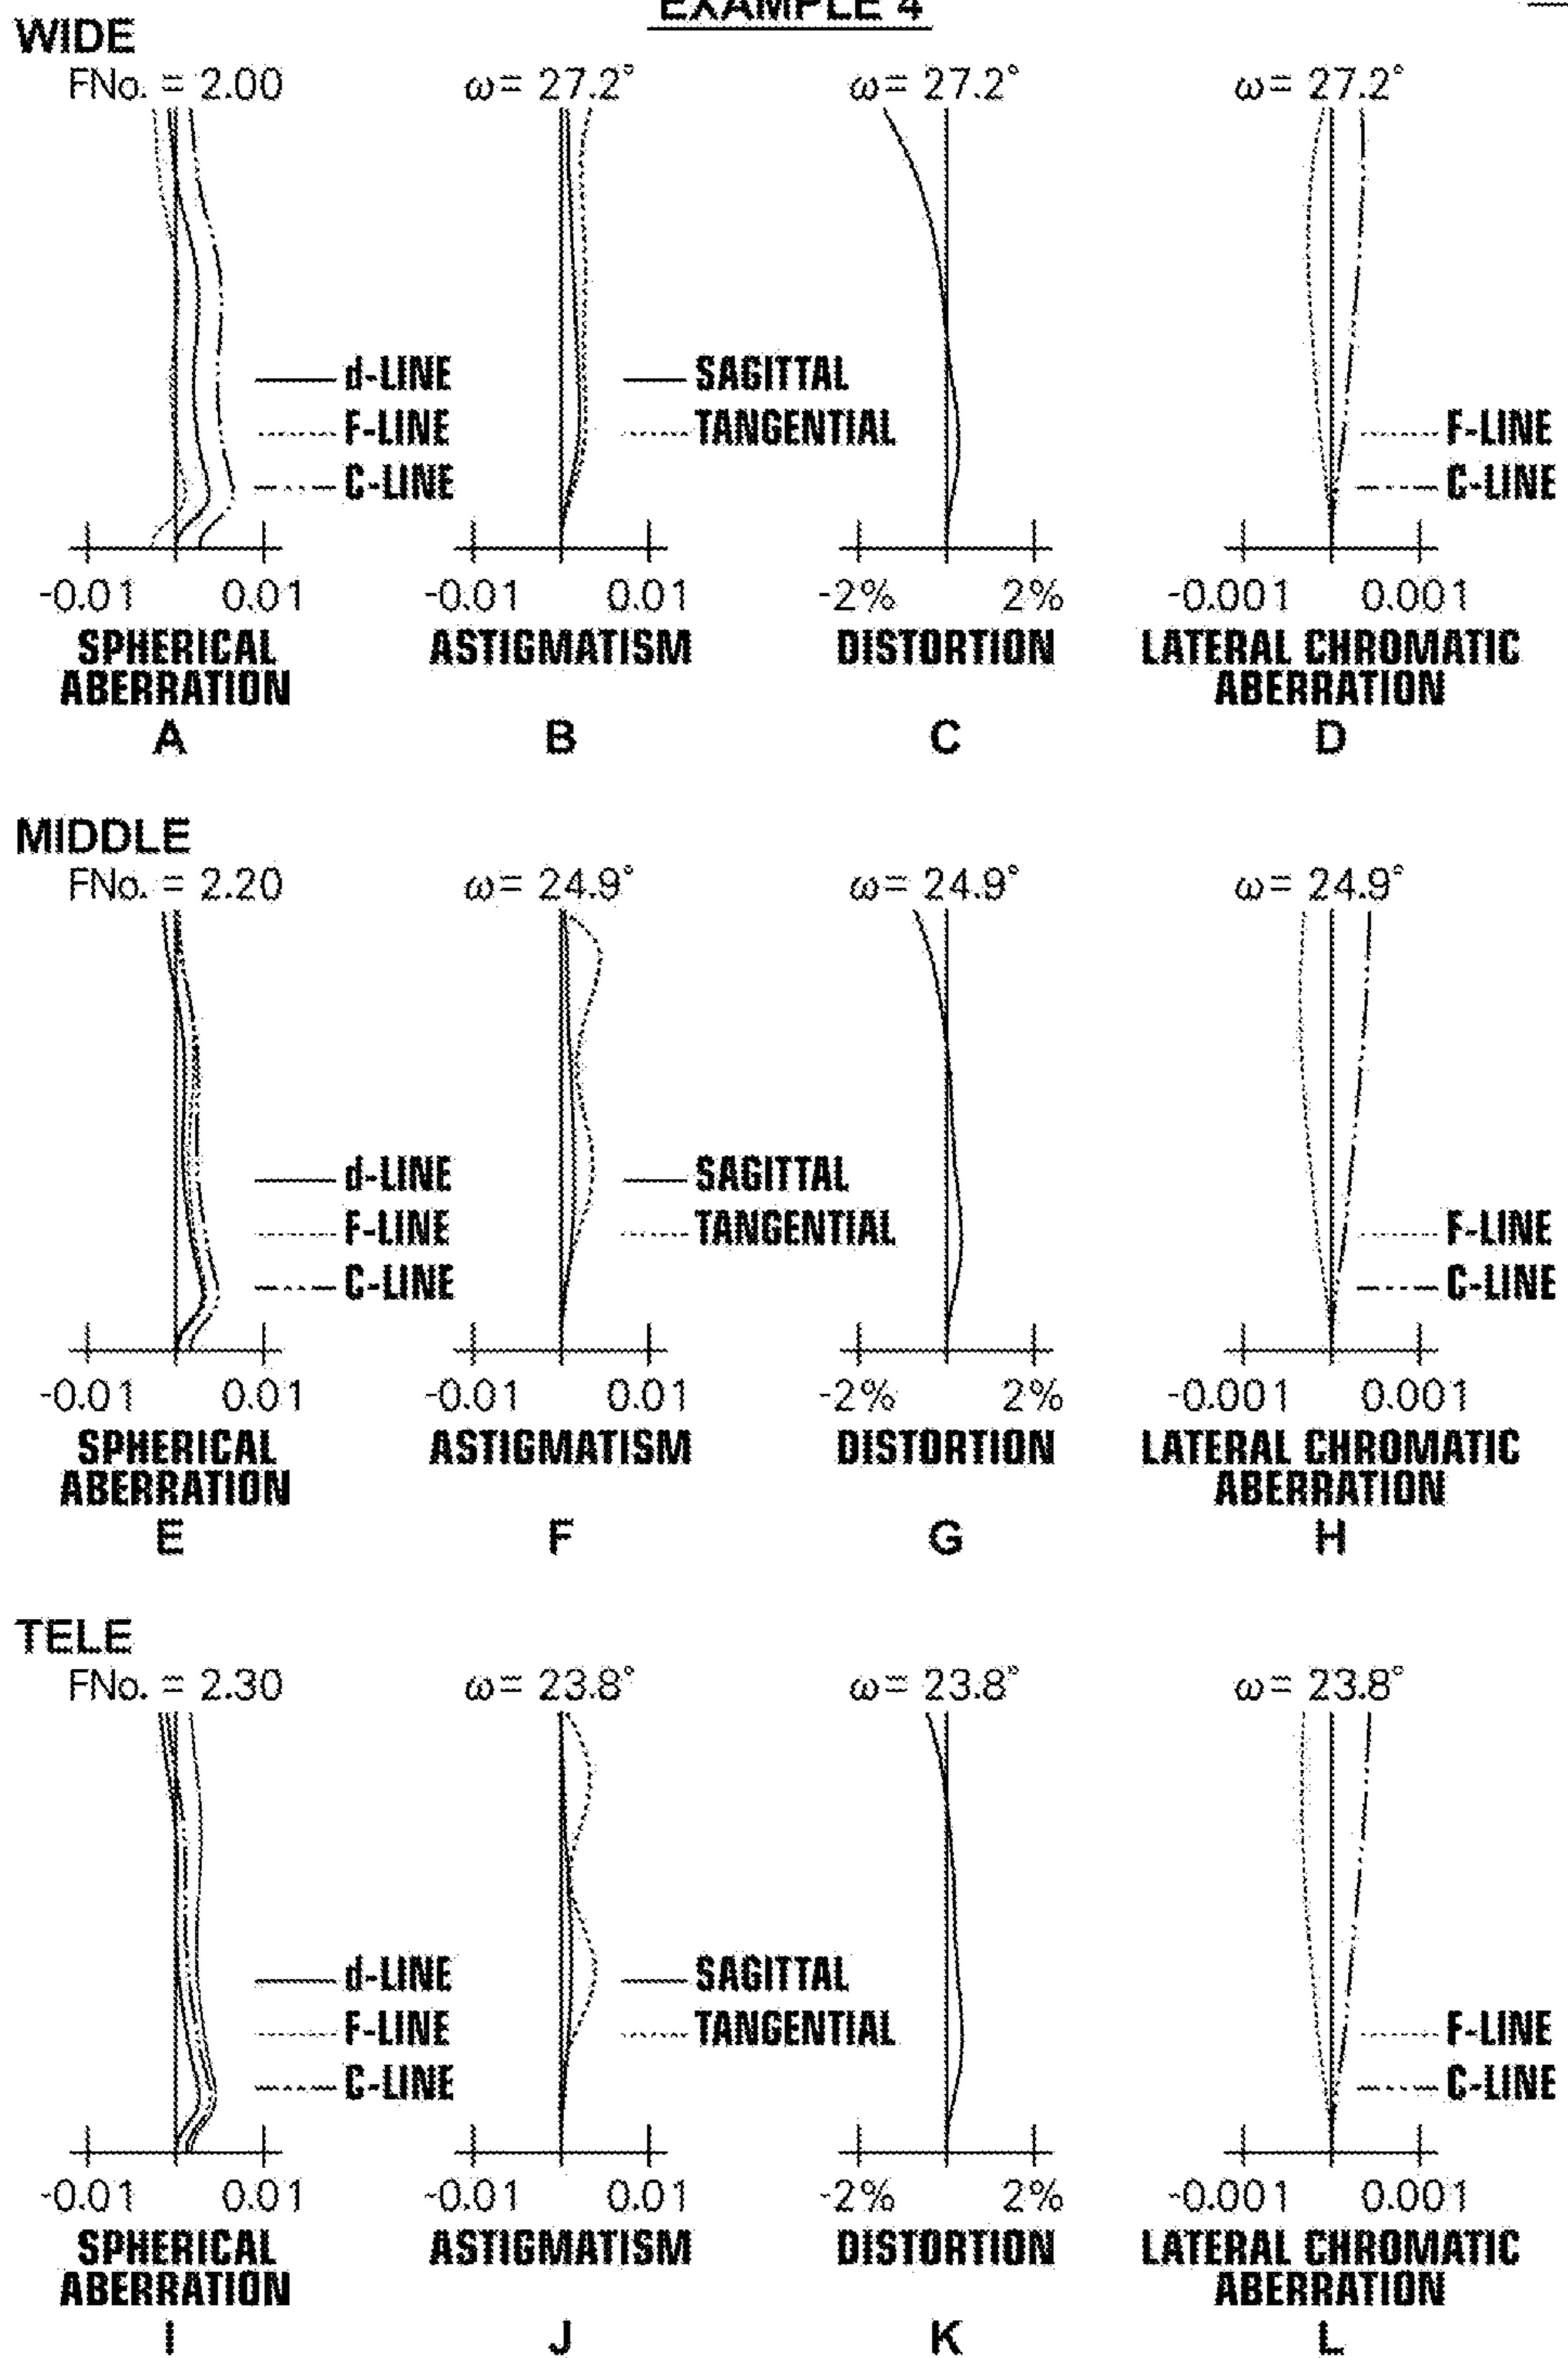 EXAMPLE 4
WIDE
FNo. = 2.00
ω= 27.2°
ω= 27.2°
ω= 27.2°
d-LINE
F-LINE
C-LINE
SAGITTAL
TANGENTIAL
F-LINE
C-LINE
-0.01 0.01
-0.01 0.01
-2% 2%
-0.001 0.001
SPHERICAL
ABERRATION
ASTIGMATISM
DISTORTION
LATERAL CHROMATIC
ABERRATION
A
B
C
D
MIDDLE
FNo. = 2.20
ω= 24.9°
ω= 24.9°
ω= 24.9°
d-LINE
F-LINE
C-LINE
SAGITTAL
TANGENTIAL
F-LINE
C-LINE
-0.01 0.01
-0.01 0.01
-2% 2%
-0.001 0.001
SPHERICAL
ABERRATION
ASTIGMATISM
DISTORTION
LATERAL CHROMATIC
ABERRATION
E
F
G
H
TELE
FNo. = 2.30
ω= 23.8°
ω= 23.8°
ω= 23.8°
d-LINE
F-LINE
C-LINE
SAGITTAL
TANGENTIAL
F-LINE
C-LINE
-0.01 0.01
-0.01 0.01
-2% 2%
-0.001 0.001
SPHERICAL
ABERRATION
ASTIGMATISM
DISTORTION
LATERAL CHROMATIC
ABERRATION
I
J
K
L